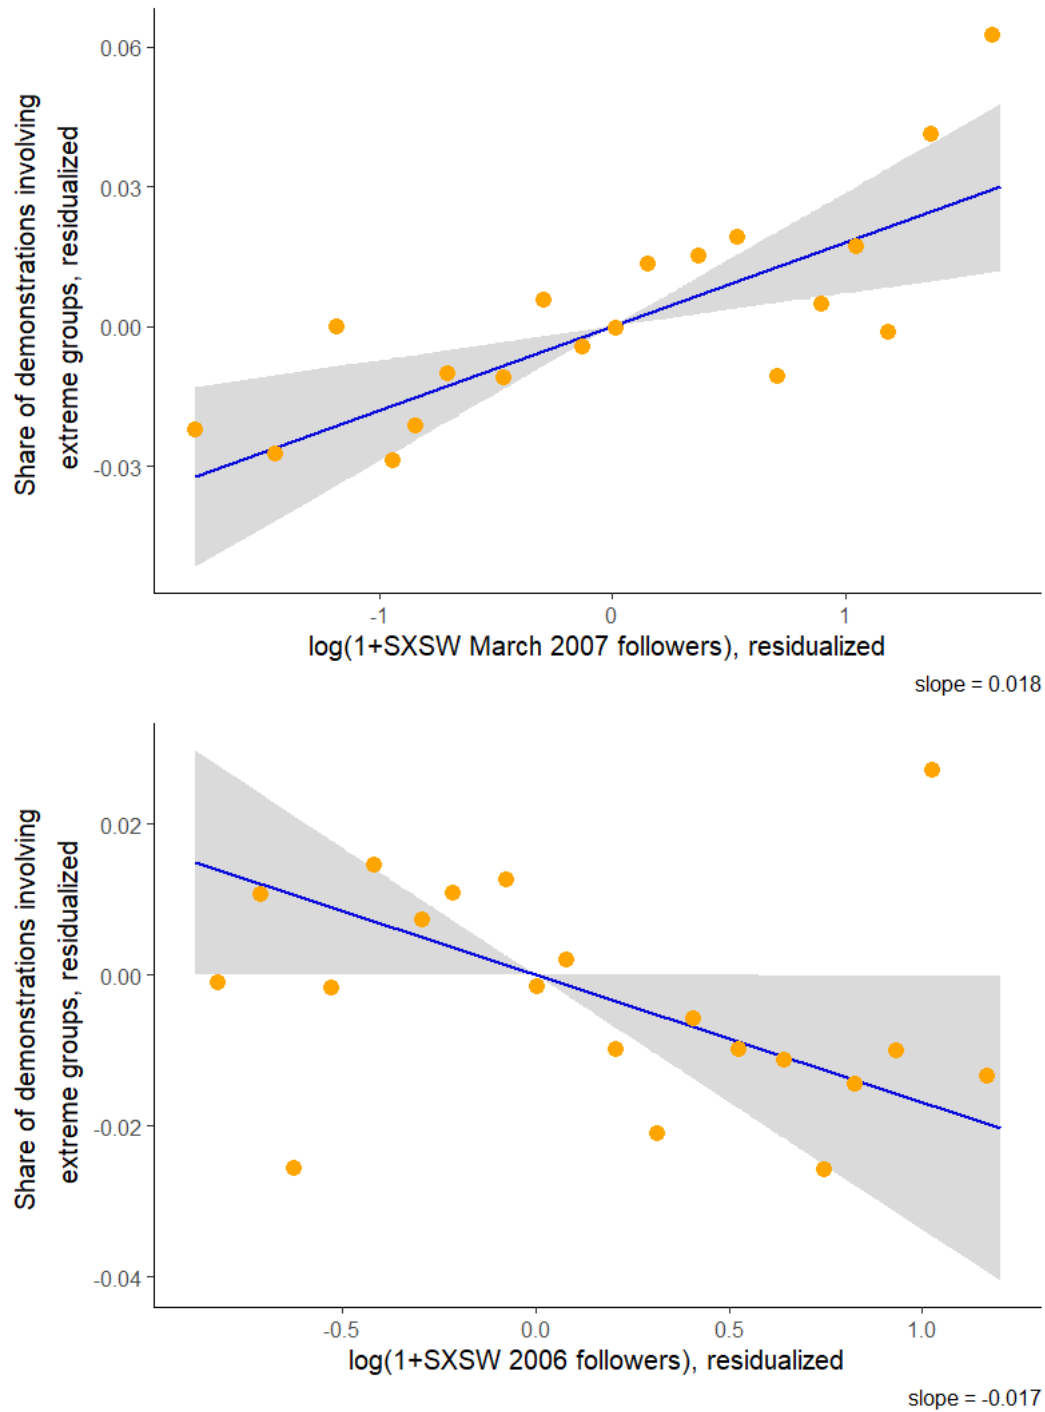 Share of demonstrations involving
extreme groups, residualized
0.06
0.03
0.00
-0.03
-1
0
1
log(1+SXSW March 2007 followers), residualized
slope = 0.018
Share of demonstrations involving
extreme groups, residualized
0.02
0.00
-0.02
-0.04
-0.5
0.0
0.5
1.0
log(1+SXSW 2006 followers), residualized
slope = -0.017